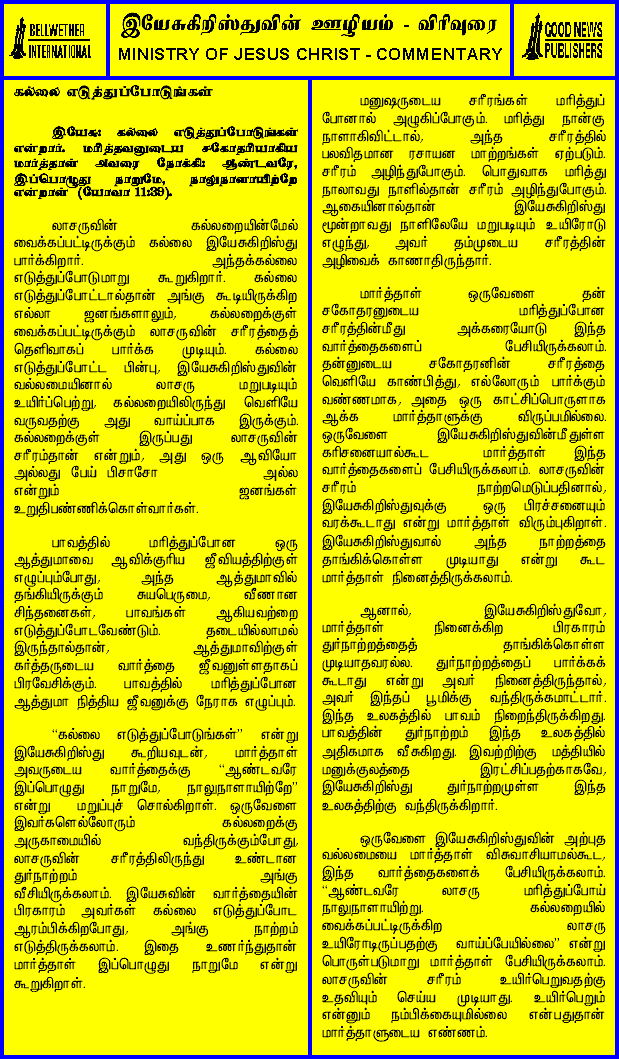 BELLWETHER
INTERNATIONAL
இயேசுகிறிஸ்துவின் ஊழியம் - விரிவுரை
MINISTRY OF JESUS CHRIST - COMMENTARY
GOOD NEWS
PUBLISHERS
கல்லை எடுத்துப்போடுங்கள்
இயேசு: கல்லை எடுத்துப்போடுங்கள்
என்றார். மரித்தவனுடைய சகோதரியாகிய
மார்த்தாள் அவரை நோக்கி: ஆண்டவரே,
இப்பொழுது நாறுமே, நாலுநாளாயிற்றே
என்றாள் (யோவா 11:39).
லாசருவின் கல்லறையின்மேல்
வைக்கப்பட்டிருக்கும் கல்லை இயேசுகிறிஸ்து
பார்க்கிறார். அந்தக்கல்லை
எடுத்துப்போடுமாறு கூறுகிறார். கல்லை
எடுத்துப்போட்டால்தான் அங்கு கூடியிருக்கிற
எல்லா ஜனங்களாலும், கல்லறைக்குள்
வைக்கப்பட்டிருக்கும் லாசருவின் சரீரத்தைத்
தெளிவாகப் பார்க்க முடியும். கல்லை
எடுத்துப்போட்ட பின்பு, இயேசுகிறிஸ்துவின்
வல்லமையினால் லாசரு மறுபடியும்
உயிர்ப்பெற்று, கல்லறையிலிருந்து வெளியே
வருவதற்கு அது வாய்ப்பாக இருக்கும்.
கல்லறைக்குள் இருப்பது லாசருவின்
சரீரம்தான் என்றும், அது ஒரு ஆவியோ
அல்லது பேய் பிசாசோ அல்ல
என்றும் ஜனங்கள்
உறுதிபண்ணிக்கொள்வார்கள்.
பாவத்தில் மரித்துப்போன ஒரு
ஆத்துமாவை ஆவிக்குரிய ஜீவியத்திற்குள்
எழுப்பும்போது, அந்த ஆத்துமாவில்
தங்கியிருக்கும் சுயபெருமை, வீணான
சிந்தனைகள், பாவங்கள் ஆகியவற்றை
எடுத்துப்போடவேண்டும். தடையில்லாமல்
இருந்தால்தான், ஆத்துமாவிற்குள்
கர்த்தருடைய வார்த்தை ஜீவனுள்ளதாகப்
பிரவேசிக்கும். பாவத்தில் மரித்துப்போன
ஆத்துமா நித்திய ஜீவனுக்கு நேராக எழுப்பும்.
“கல்லை எடுத்துப்போடுங்கள்” என்று
இயேசுகிறிஸ்து கூறியவுடன், மார்த்தாள்
அவருடைய வார்த்தைக்கு “ஆண்டவரே
இப்பொழுது நாறுமே, நாலுநாளாயிற்றே”
என்று மறுப்புச் சொல்கிறாள். ஒருவேளை
இவர்களெல்லோரும் கல்லறைக்கு
அருகாமையில் வந்திருக்கும்போது,
லாசருவின் சரீரத்திலிருந்து உண்டான
துர்நாற்றம் அங்கு
வீசியிருக்கலாம். இயேசுவின் வார்த்தையின்
பிரகாரம் அவர்கள் கல்லை எடுத்துப்போட
ஆரம்பிக்கிறபோது, அங்கு நாற்றம்
எடுத்திருக்கலாம். இதை உணர்ந்துதான்
மார்த்தாள் இப்பொழுது நாறுமே என்று
கூறுகிறாள்.
மனுஷருடைய சரீரங்கள் மரித்துப்
போனால் அழுகிப்போகும். மரித்து நான்கு
நாளாகிவிட்டால், அந்த சரீரத்தில்
பலவிதமான ரசாயன மாற்றங்கள் ஏற்படும்.
சரீரம் அழிந்துபோகும். பொதுவாக மரித்து
நாலாவது நாளில்தான் சரீரம் அழிந்துபோகும்.
ஆகையினால்தான் இயேசுகிறிஸ்து
மூன்றாவது நாளிலேயே மறுபடியும் உயிரோடு
எழுந்து, அவர் தம்முடைய சரீரத்தின்
அழிவைக் காணாதிருந்தார்.
மார்த்தாள் ஒருவேளை தன்
சகோதரனுடைய மரித்துப்போன
சரீரத்தின்மீது அக்கரையோடு இந்த
வார்த்தைகளைப் பேசியிருக்கலாம்.
தன்னுடைய சகோதரனின் சரீரத்தை
வெளியே காண்பித்து, எல்லோரும் பார்க்கும்
வண்ணமாக, அதை ஒரு காட்சிப்பொருளாக
ஆக்க மார்த்தாளுக்கு விருப்பமில்லை.
ஒருவேளை இயேசுகிறிஸ்துவின்மீதுள்ள
கரிசனையால்கூட மார்த்தாள் இந்த
வார்த்தைகளைப் பேசியிருக்கலாம். லாசருவின்
சரீரம் நாற்றமெடுப்பதினால்,
இயேசுகிறிஸ்துவுக்கு ஒரு பிரச்சனையும்
வரக்கூடாது என்று மார்த்தாள் விரும்புகிறாள்.
இயேசுகிறிஸ்துவால் அந்த நாற்றத்தை
தாங்கிக்கொள்ள முடியாது என்று கூட
மார்த்தாள் நினைத்திருக்கலாம்.
ஆனால், இயேசுகிறிஸ்துவோ,
மார்த்தாள் நினைக்கிற பிரகாரம்
துர்நாற்றத்தைத் தாங்கிக்கொள்ள
முடியாதவரல்ல. துர்நாற்றத்தைப் பார்க்கக்
கூடாது என்று அவர் நினைத்திருந்தால்,
அவர் இந்தப் பூமிக்கு வந்திருக்கமாட்டார்.
இந்த உலகத்தில் பாவம் நிறைந்திருக்கிறது.
பாவத்தின் துர்நாற்றம் இந்த உலகத்தில்
அதிகமாக வீசுகிறது. இவற்றிற்கு மத்தியில்
மனுக்குலத்தை இரட்சிப்பதற்காகவே,
இயேசுகிறிஸ்து துர்நாற்றமுள்ள இந்த
உலகத்திற்கு வந்திருக்கிறார்.
ஒருவேளை இயேசுகிறிஸ்துவின் அற்புத
வல்லமையை மார்த்தாள் விசுவாசியாமல்கூட,
இந்த வார்த்தைகளைக் பேசியிருக்கலாம்.
“ஆண்டவரே லாசரு மரித்துப்போய்
நாலுநாளாயிற்று. கல்லறையில்
வைக்கப்பட்டிருக்கிற லாசரு
உயிரோடிருப்பதற்கு வாய்ப்பேயில்லை” என்று
பொருள்படுமாறு மார்த்தாள் பேசியிருக்கலாம்.
லாசருவின் சரீரம் உயிர்பெறுவதற்கு
உதவியும் செய்ய முடியாது. உயிர்பெறும்
என்னும் நம்பிக்கையுமில்லை என்பதுதான்
மார்த்தாளுடைய எண்ணம்.